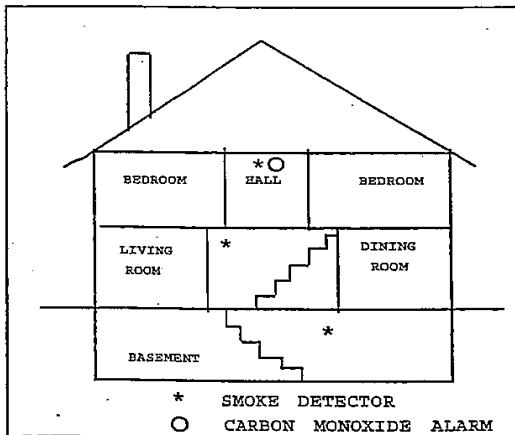 BEDROOM HALL BEDROOM
LIVING ROOM
DINING ROOM
BASEMENT
* SMOKE DETECTOR
O CARBON MONOXIDE ALARM